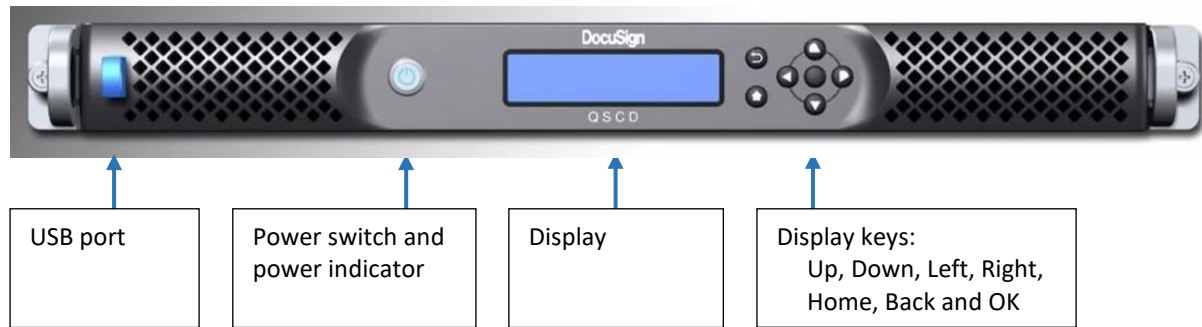 DocuSign
QSCD
USB port
Power switch and
power indicator
Display
Display keys:
Up, Down, Left, Right,
Home, Back and OK